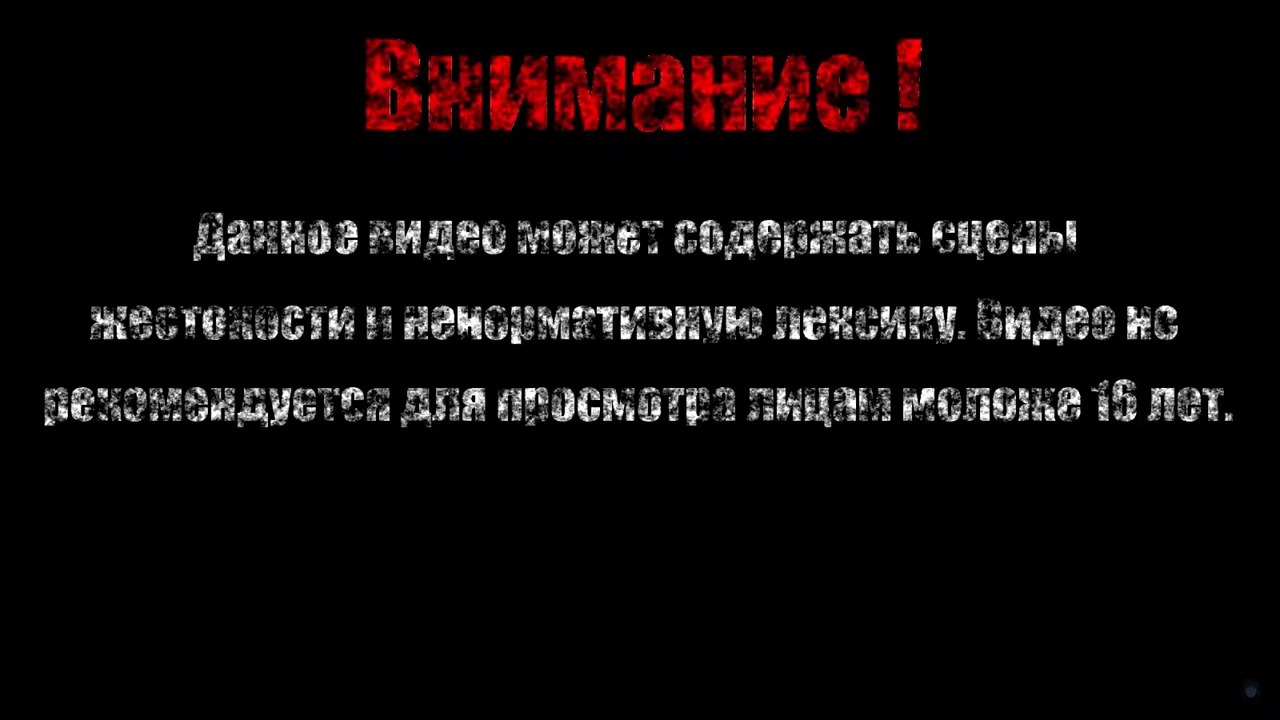 Внимание !
Данное видео может содержать сцены
жестокости и ненормативную лексику. Видео не
рекомендуется для просмотра лицам моложе 16 лет.